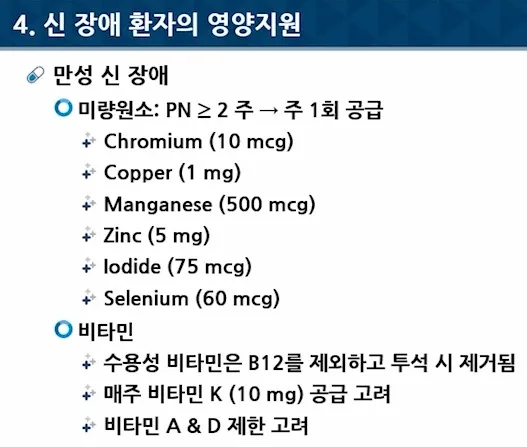 4. 신 장애 환자의 영양지원
만성 신 장애
미량원소: PN ≥ 2 주 → 주 1회 공급
Chromium (10 mcg)
Copper (1 mg)
Manganese (500 mcg)
Zinc (5 mg)
Iodide (75 mcg)
Selenium (60 mcg)
비타민
수용성 비타민은 B12를 제외하고 투석 시 제거됨
매주 비타민 K (10 mg) 공급 고려
비타민 A & D 제한 고려